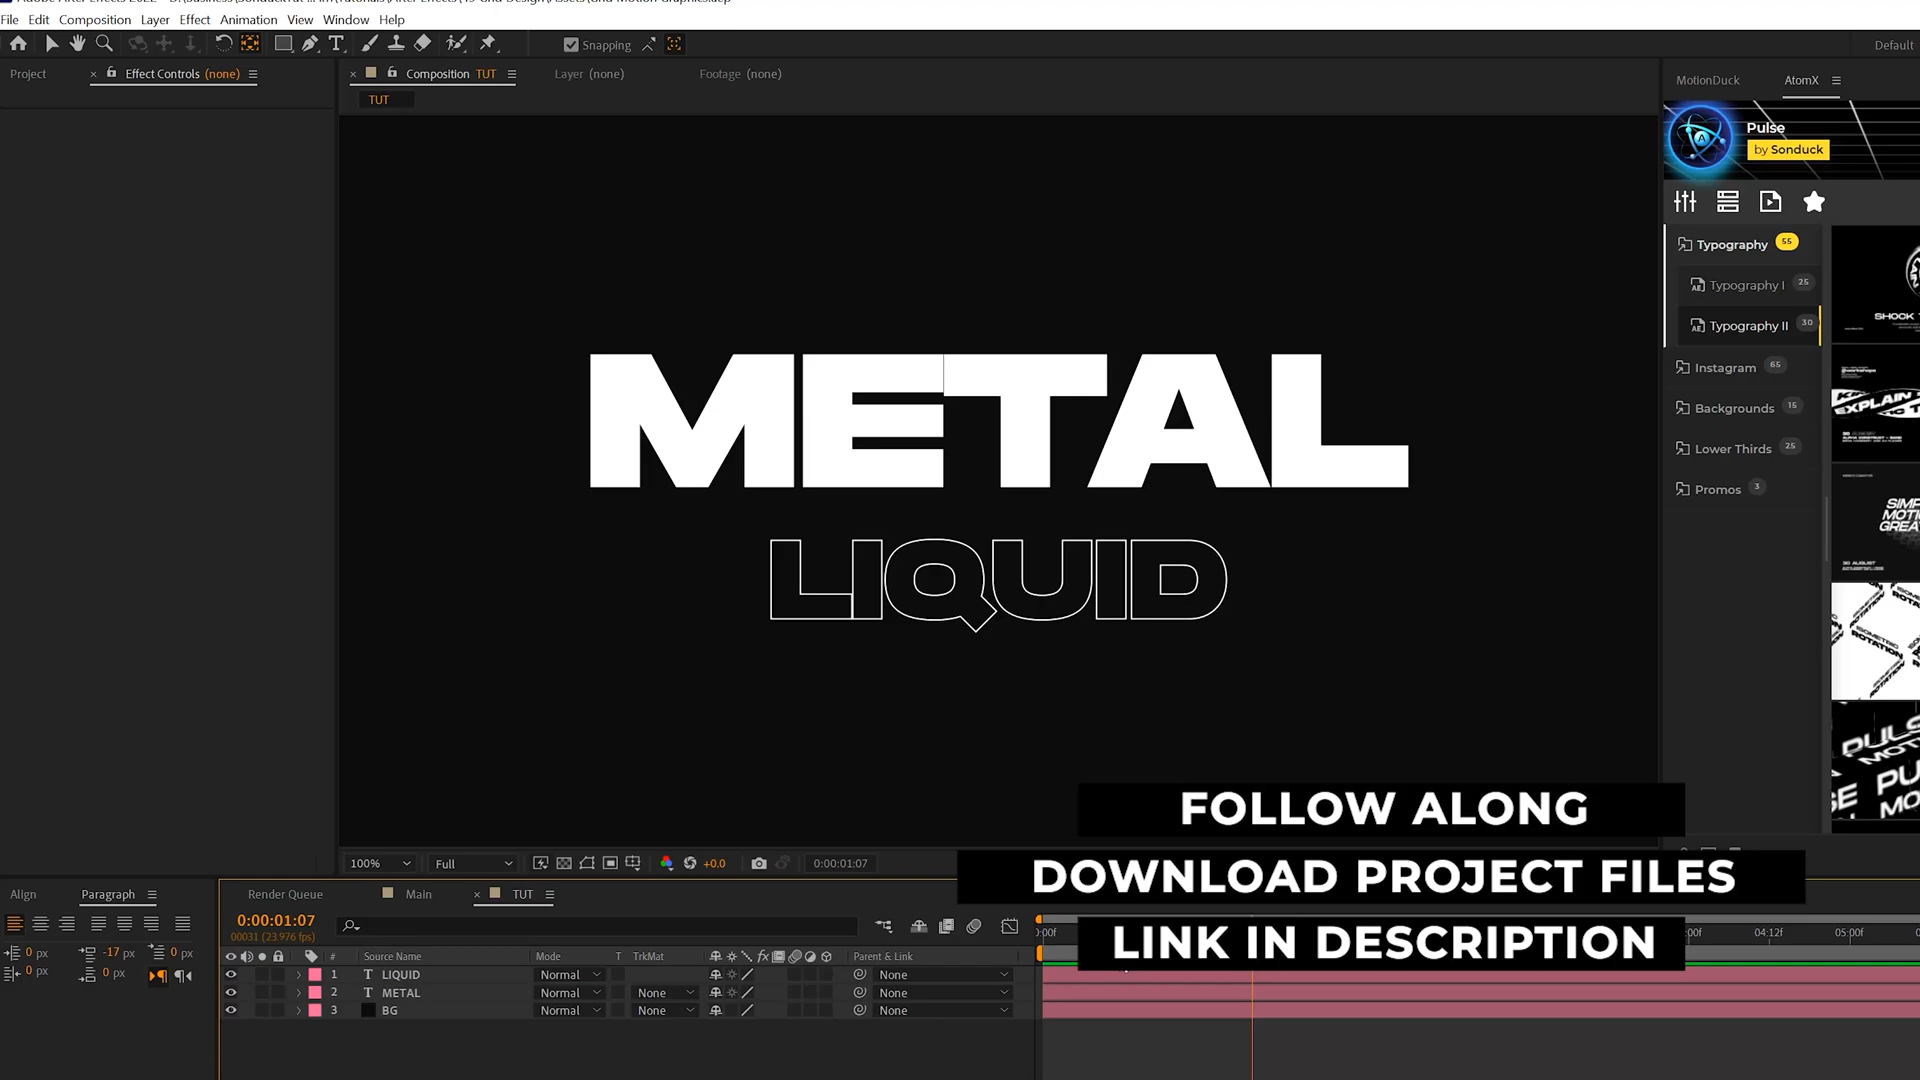 File Edit Composition Layer Effect Animation View Window Help
Snapping
Default
Project
Effect Controls (none)
Composition TUT
Layer (none)
Footage (none)
TUT
MotionDuck
AtomX
Pulse
by Sonduck
Typography 55
Typography I 25
Typography II 30
Instagram 65
Backgrounds 15
Lower Thirds 25
Promos 3
METAL
LIQUID
FOLLOW ALONG
DOWNLOAD PROJECT FILES
LINK IN DESCRIPTION
100%
Full
+0.0
0:00:01:07
Align
Paragraph
0 px
-17 px
0 px
0 px
0 px
Render Queue
Main
TUT
0:00:01:07
00031 (23.976 fps)
# Source Name Mode T TrkMat Parent & Link
1 T LIQUID Normal None
2 T METAL Normal None None
3 BG Normal None None
04:12f
05:00f